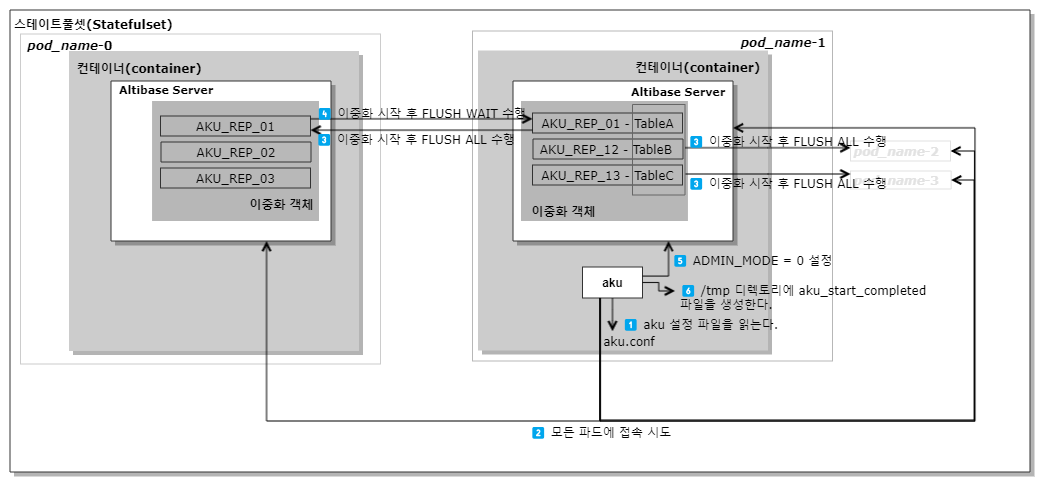 스테이트풀셋(Statefulset)
pod_name-0
컨테이너(container)
Altibase Server
AKU_REP_01
AKU_REP_02
AKU_REP_03
이중화 객체
4 이중화 시작 후 FLUSH WAIT 수행
3 이중화 시작 후 FLUSH ALL 수행
pod_name-1
컨테이너(container)
Altibase Server
AKU_REP_01 - TableA
AKU_REP_12 - TableB
AKU_REP_13 - TableC
이중화 객체
3 이중화 시작 후 FLUSH ALL 수행
pod_name-2
3 이중화 시작 후 FLUSH ALL 수행
pod_name-3
5 ADMIN_MODE = 0 설정
aku
6 /tmp 디렉토리에 aku_start_completed
파일을 생성한다.
1 aku 설정 파일을 읽는다.
aku.conf
2 모든 파드에 접속 시도